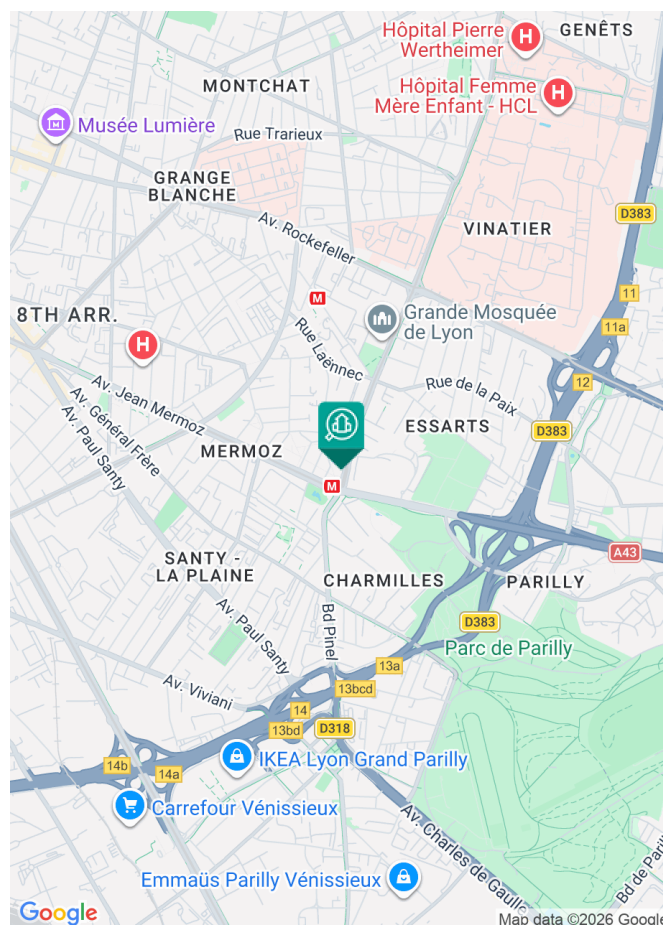 Hôpital Pierre
Wertheimer
H
GENÊTS
Hôpital Femme
Mère Enfant - HCL
H
MONTCHAT
Musée Lumière
Rue Trarieux
GRANGE
BLANCHE
D383
Av. Rockefeller
VINATIER
11
M
8TH ARR.
Grande Mosquée
de Lyon
11a
H
Rue Laënnec
12
Rue de la Paix
Av. Jean Mermoz
Av. Général Frère
Av. Paul Santy
ESSARTS
D383
MERMOZ
M
A43
SANTY -
LA PLAINE
CHARMILLES
PARILLY
Bd Pinel
D383
Av. Paul Santy
Parc de Parilly
13a
Av. Viviani
13bcd
14
13bd
D318
IKEA Lyon Grand Parilly
14b
14a
Carrefour Vénissieux
Av. Charles de Gaulle
Emmaüs Parilly Vénissieux
Bd de Parilly
Google
Map data ©2026 Google